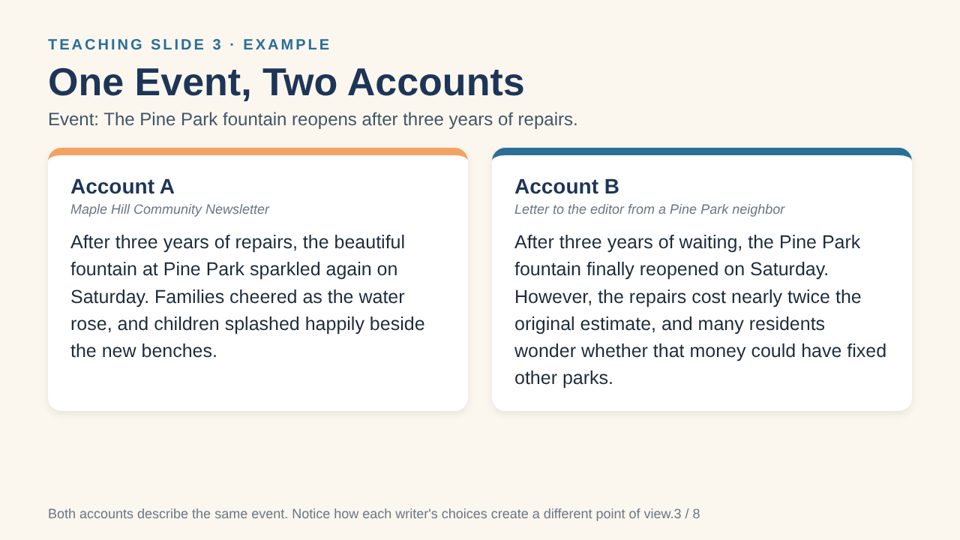 TEACHING SLIDE 3 · EXAMPLE
One Event, Two Accounts
Event: The Pine Park fountain reopens after three years of repairs.
Account A
Maple Hill Community Newsletter
After three years of repairs, the beautiful
fountain at Pine Park sparkled again on
Saturday. Families cheered as the water
rose, and children splashed happily beside
the new benches.
Account B
Letter to the editor from a Pine Park neighbor
After three years of waiting, the Pine Park
fountain finally reopened on Saturday.
However, the repairs cost nearly twice the
original estimate, and many residents
wonder whether that money could have fixed
other parks.
Both accounts describe the same event. Notice how each writer's choices create a different point of view.3 / 8